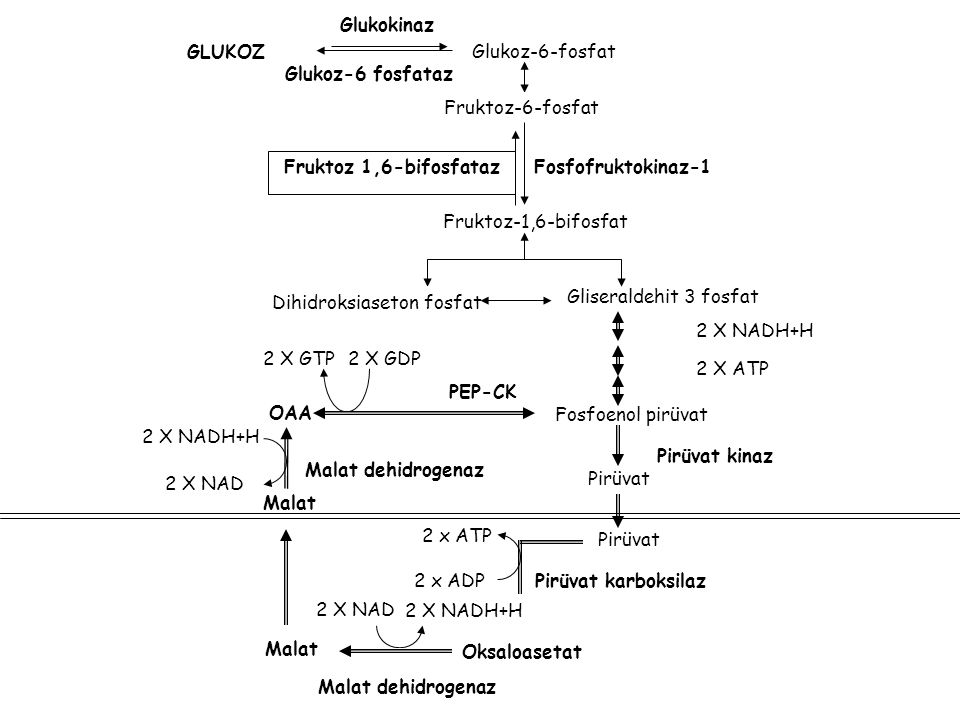 Glukokinaz
GLUKOZ
Glukoz-6-fosfat
Glukoz-6 fosfataz
Fruktoz-6-fosfat
Fruktoz 1,6-bifosfataz
Fosfofruktokinaz-1
Fruktoz-1,6-bifosfat
Dihidroksiaseton fosfat
Gliseraldehit 3 fosfat
2 X NADH+H
2 X GTP
2 X GDP
2 X ATP
PEP-CK
OAA
Fosfoenol pirüvat
2 X NADH+H
Pirüvat kinaz
Malat dehidrogenaz
2 X NAD
Pirüvat
Malat
2 x ATP
Pirüvat
2 x ADP
Pirüvat karboksilaz
2 X NAD
2 X NADH+H
Malat
Oksaloasetat
Malat dehidrogenaz